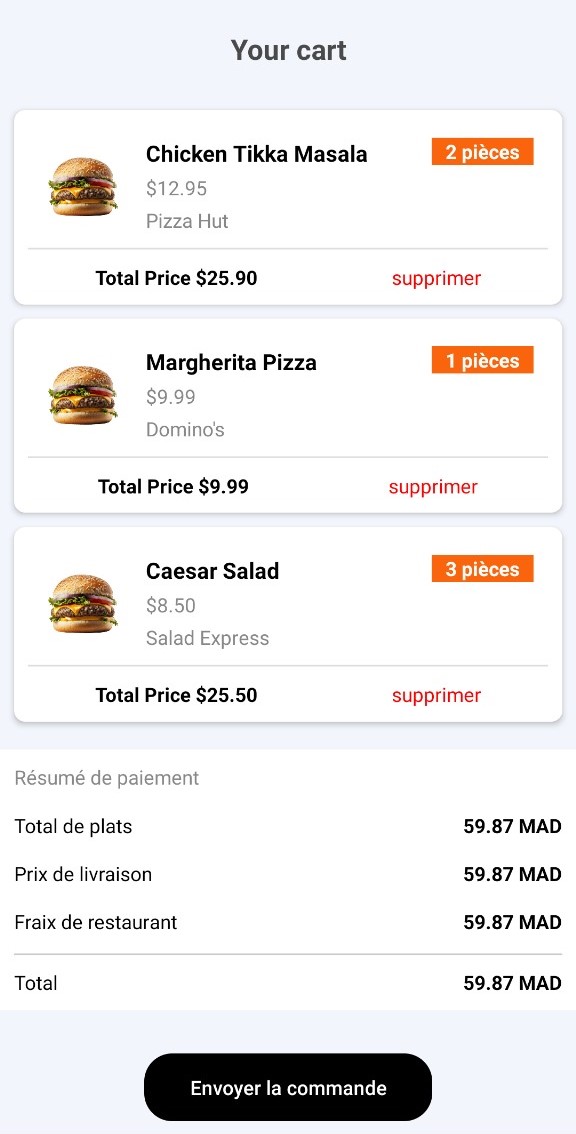 Your cart
Chicken Tikka Masala
2 pièces
$12.95
Pizza Hut
Total Price $25.90
supprimer
Margherita Pizza
1 pièces
$9.99
Domino's
Total Price $9.99
supprimer
Caesar Salad
3 pièces
$8.50
Salad Express
Total Price $25.50
supprimer
Résumé de paiement
Total de plats 59.87 MAD
Prix de livraison 59.87 MAD
Fraix de restaurant 59.87 MAD
Total 59.87 MAD
Envoyer la commande